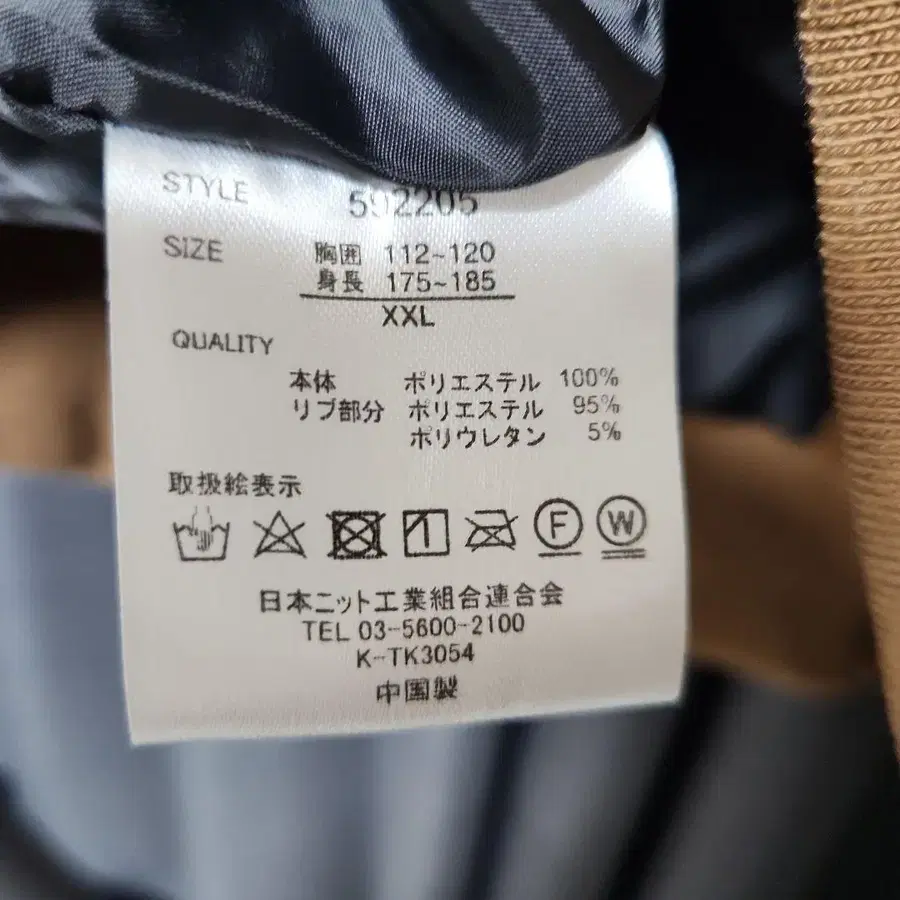 STYLE 592205
SIZE 胸囲 112~120
身長 175~185
XXL
QUALITY
本体 ポリエステル 100%
リブ部分 ポリエステル 95%
ポリウレタン 5%
取扱絵表示
F W
日本ニット工業組合連合会
TEL 03-5600-2100
K-TK3054
中国製